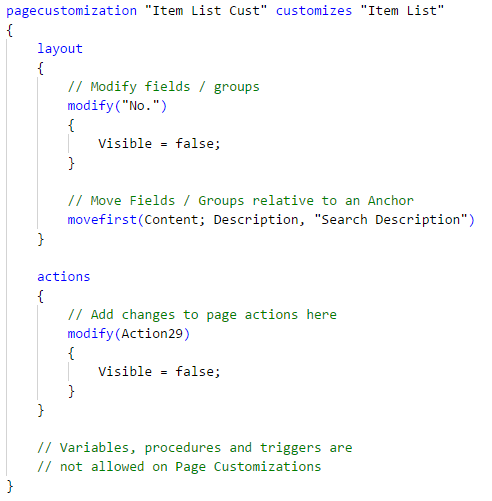 pagecustomization "Item List Cust" customizes "Item List"
{
    layout
    {
        // Modify fields / groups
        modify("No.")
        {
            Visible = false;
        }

        // Move Fields / Groups relative to an Anchor
        movefirst(Content; Description, "Search Description")
    }

    actions
    {
        // Add changes to page actions here
        modify(Action29)
        {
            Visible = false;
        }
    }

    // Variables, procedures and triggers are
    // not allowed on Page Customizations
}